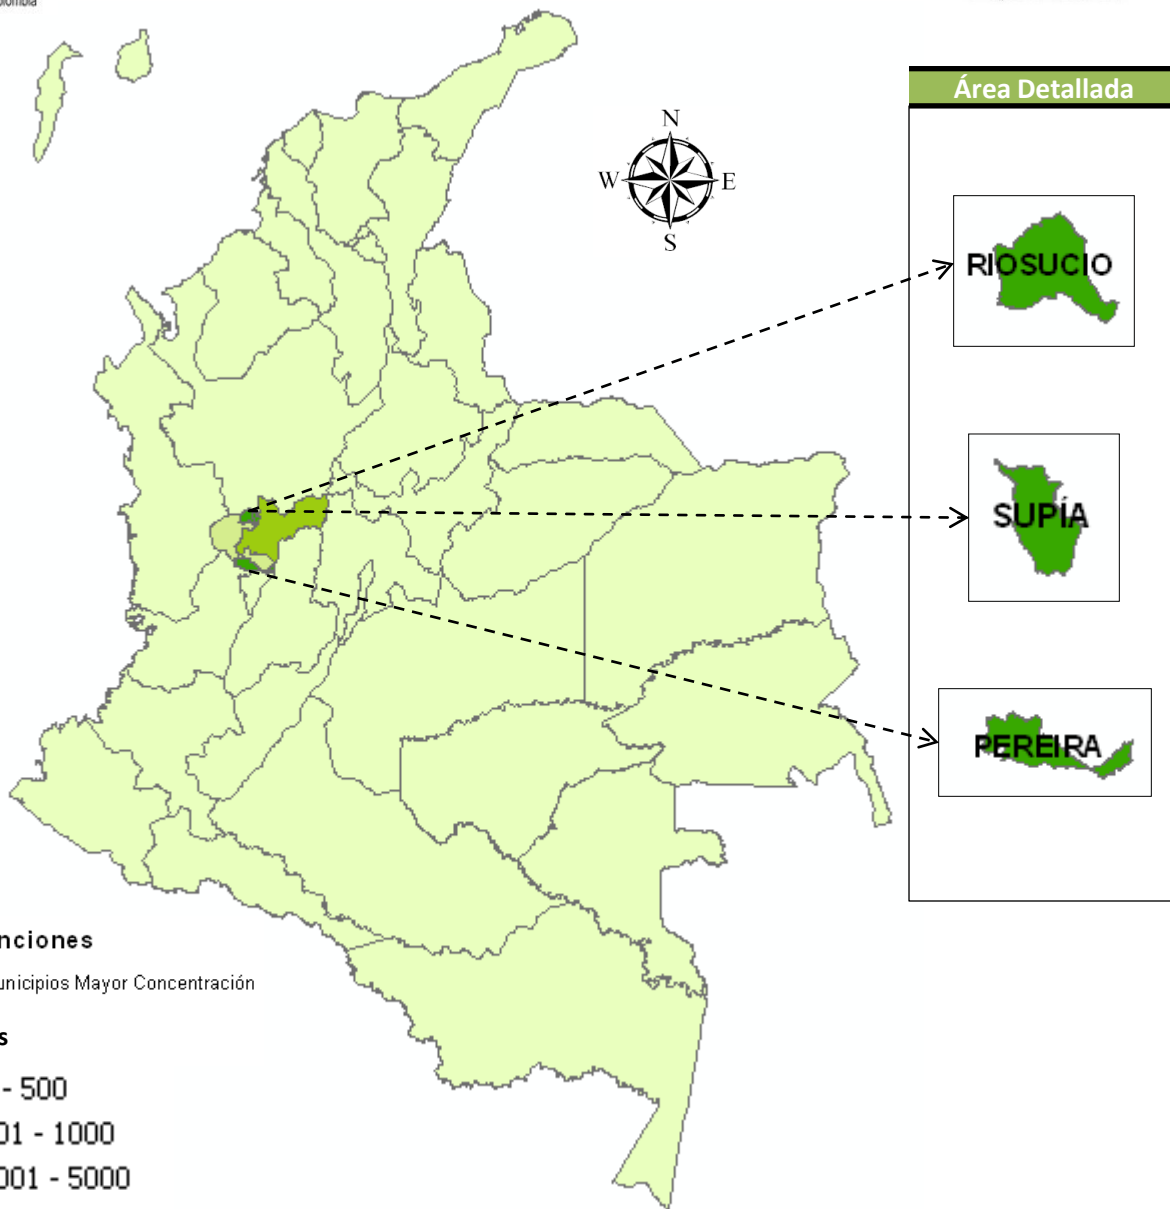 Área Detallada
N
W
E
S
RIOSUCIO
SUPÍA
PEREIRA
nciones
unicipios Mayor Concentración
s
- 500
01 - 1000
001 - 5000